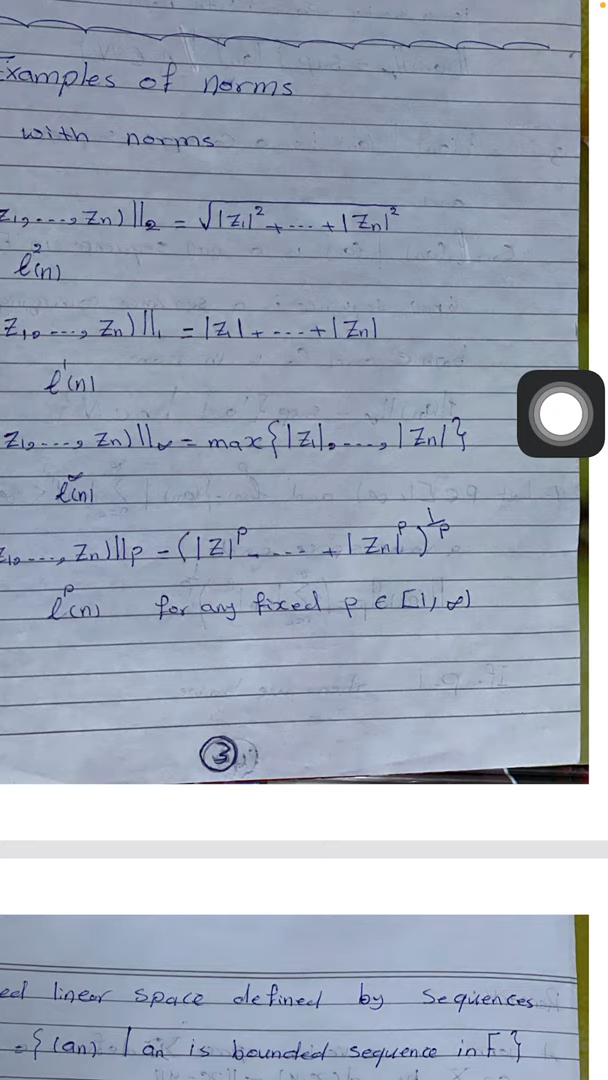 Examples of norms
with norms
Z1,...,Zn)||2 = √|Z1|²+...+|Zn|²
ℓ²(n)
Z1,...,Zn)||1 = |Z1|+...+|Zn|
ℓ¹(n)
Z1,...,Zn)||∞ = max{|Z1|,...,|Zn|}
ℓ∞(n)
Z1,...,Zn)||p = (|Z|ᵖ ... + |Zn|ᵖ)^1/p
ℓᵖ(n) for any fixed p ∈ [1,∞)
3
ed linear space defined by sequences
={(an) / an is bounded sequence in F}